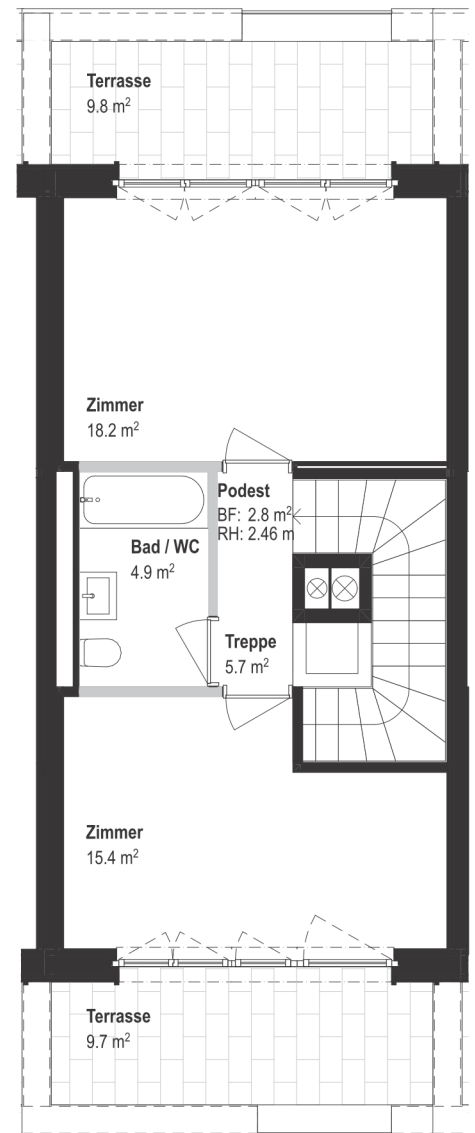 Terrasse
9.8 m²
Zimmer
18.2 m²
Podest
BF: 2.8 m²
RH: 2.46 m
Bad / WC
4.9 m²
Treppe
5.7 m²
Zimmer
15.4 m²
Terrasse
9.7 m²